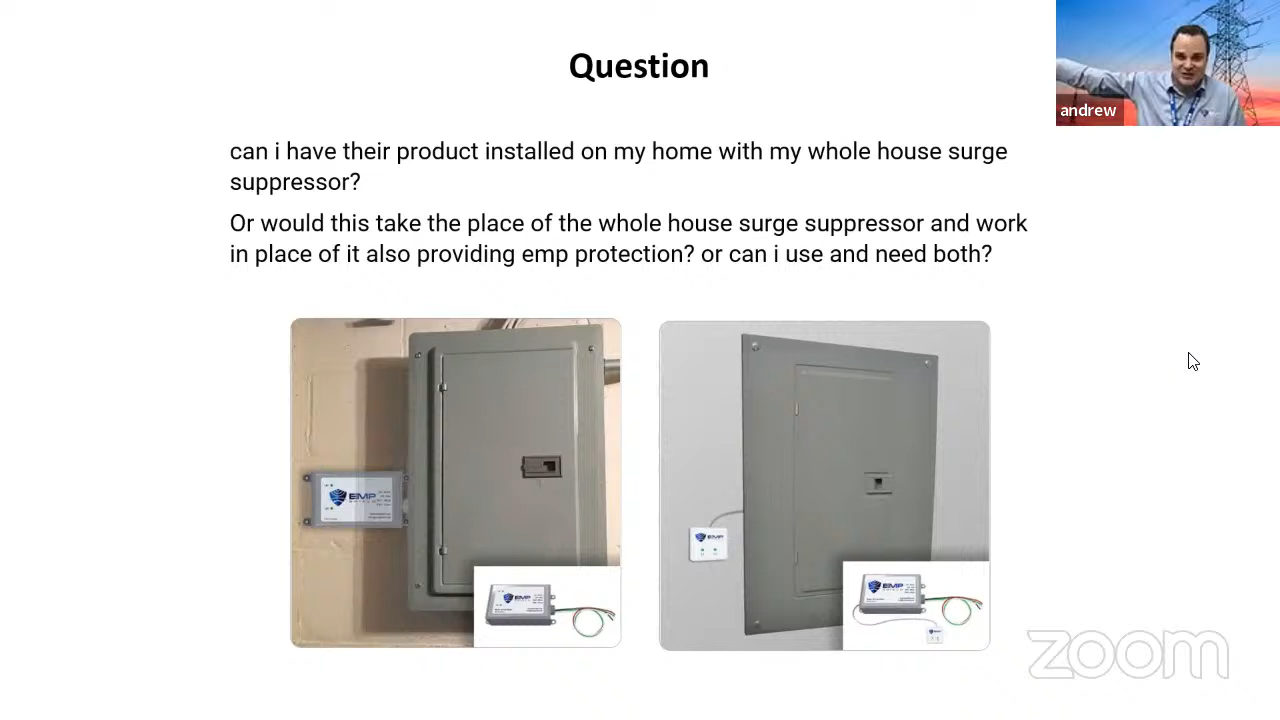 Question
andrew
can i have their product installed on my home with my whole house surge
suppressor?
Or would this take the place of the whole house surge suppressor and work
in place of it also providing emp protection? or can i use and need both?
EMP
EMP
EMP
EMP
zoom